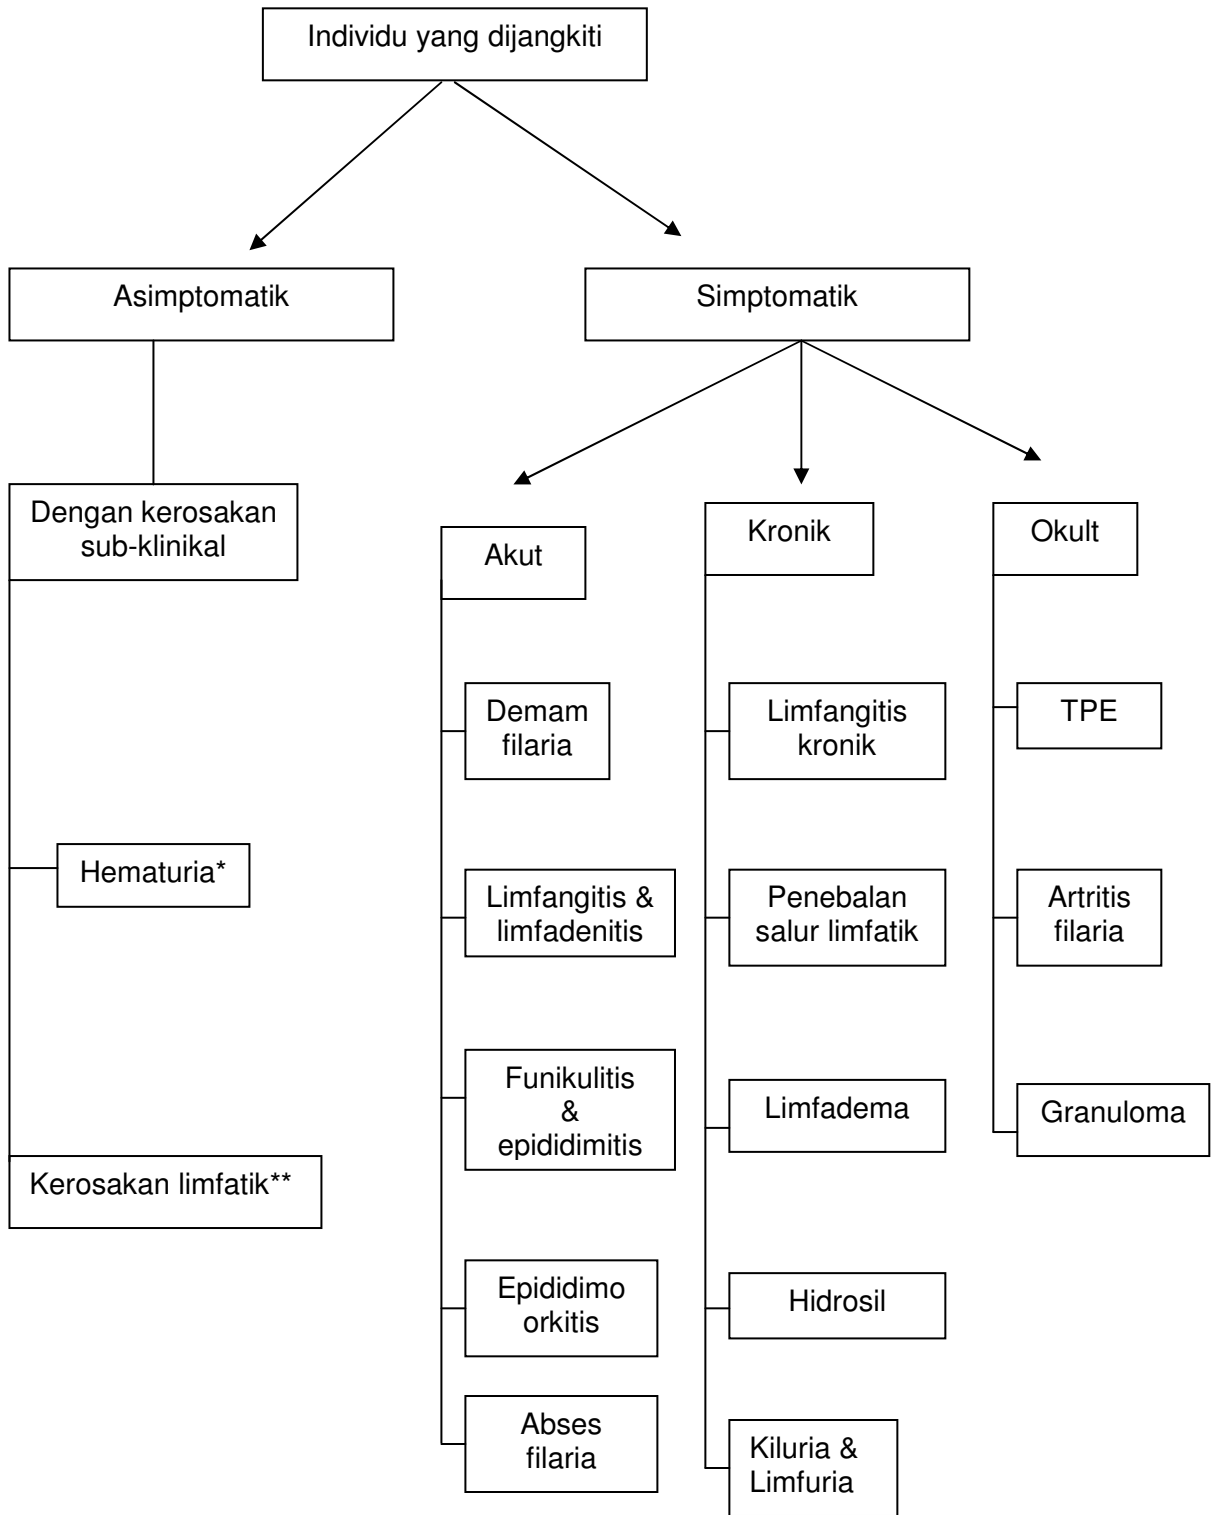 Individu yang dijangkiti
Asimptomatik
Simptomatik
Dengan kerosakan
sub-klinikal
Hematuria*
Kerosakan limfatik**
Akut
Demam
filaria
Limfangitis &
limfadenitis
Funikulitis
&
epididimitis
Epididimo
orkitis
Abses
filaria
Kronik
Limfangitis
kronik
Penebalan
salur limfatik
Limfadema
Hidrosil
Kiluria &
Limfuria
Okult
TPE
Artritis
filaria
Granuloma